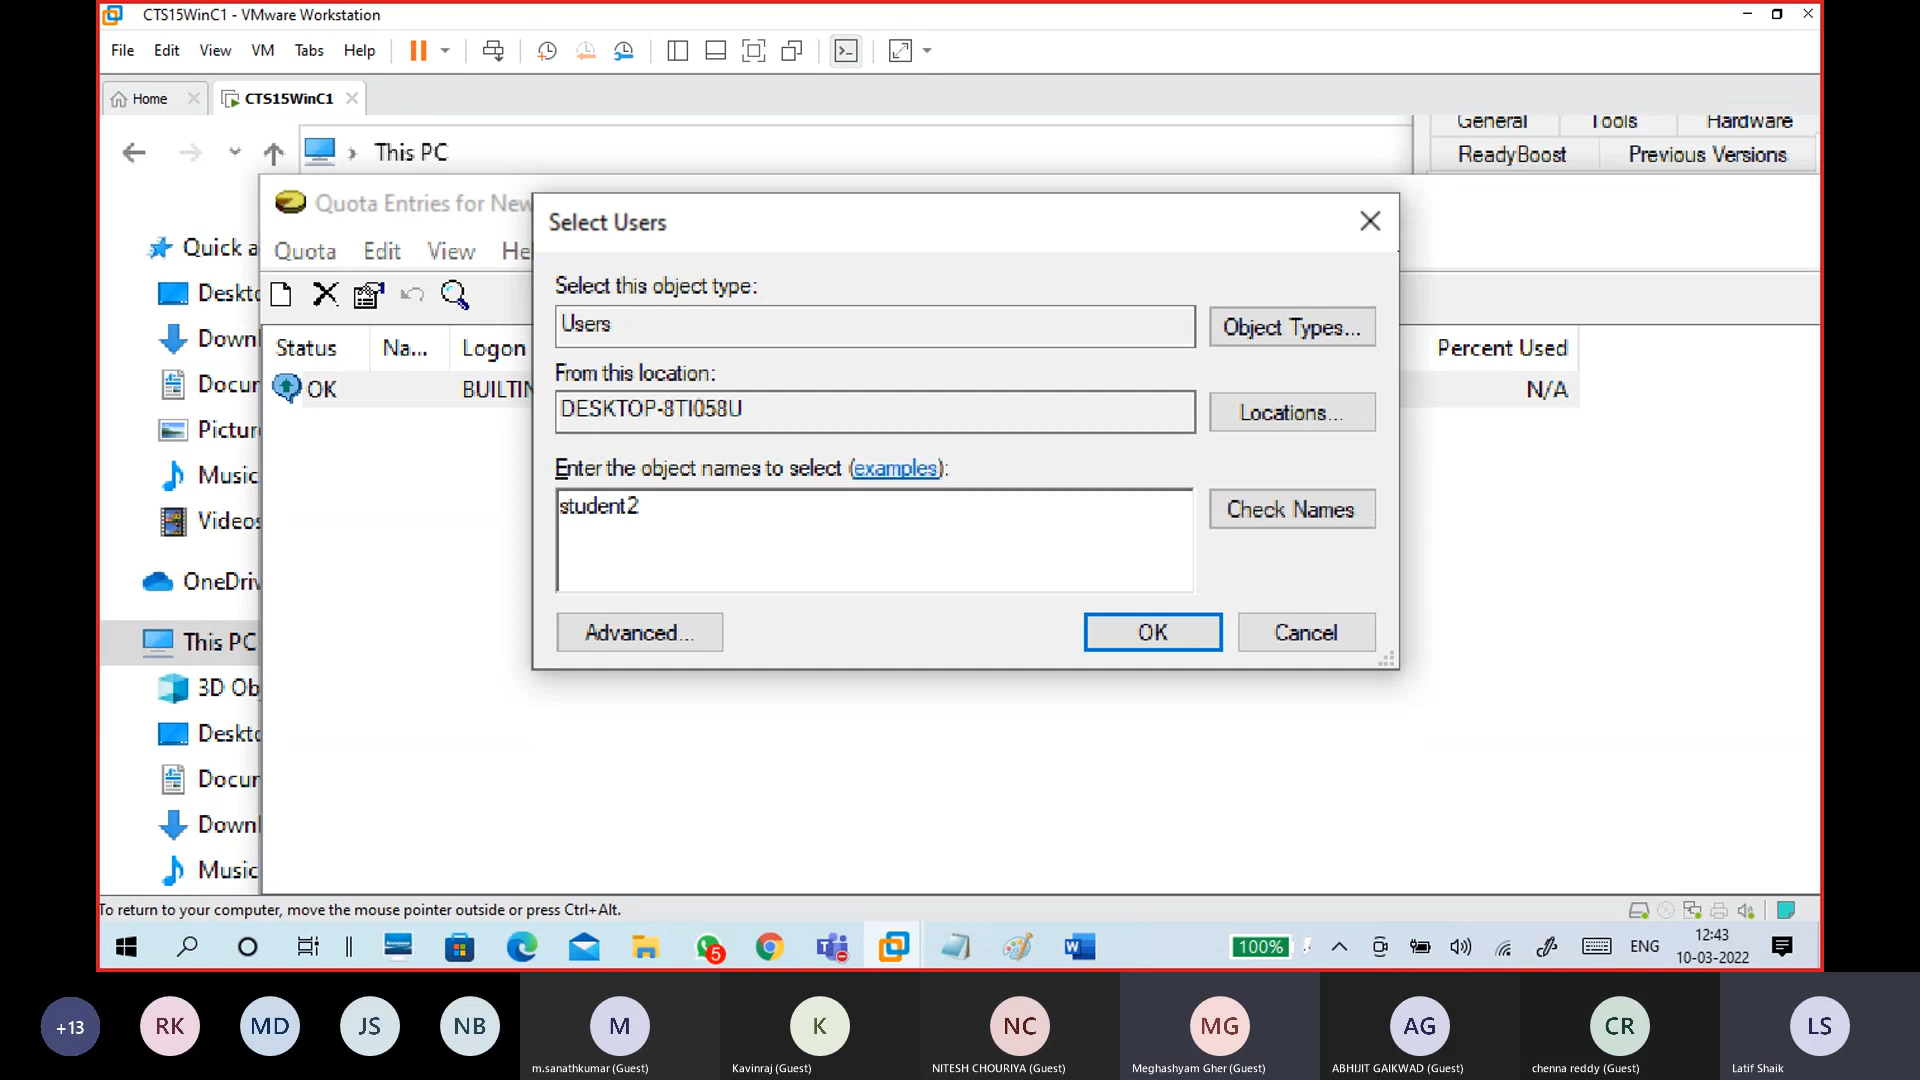 CTS15WinC1 - VMware Workstation
File Edit View VM Tabs Help
Home
CTS15WinC1
General Tools Hardware
This PC
ReadyBoost Previous Versions
Quota Entries for New
Select Users
Quota Edit View He
Quick a
Select this object type:
Users
Object Types...
Deskto
Downl
Status Na... Logon
Percent Used
From this location:
Docur
OK BUILTIN
N/A
DESKTOP-8TI058U
Locations...
Pictur
Enter the object names to select (examples):
Music
student2
Check Names
Videos
OneDriv
Advanced...
OK
Cancel
This PC
3D Ob
Deskto
Docur
Downl
Music
To return to your computer, move the mouse pointer outside or press Ctrl+Alt.
5
100%
ENG
12:43
10-03-2022
+13
RK
MD
JS
NB
M
K
NC
MG
AG
CR
LS
m.sanathkumar (Guest)
Kavinraj (Guest)
NITESH CHOURIYA (Guest)
Meghashyam Gher (Guest)
ABHIJIT GAIKWAD (Guest)
chenna reddy (Guest)
Latif Shaik